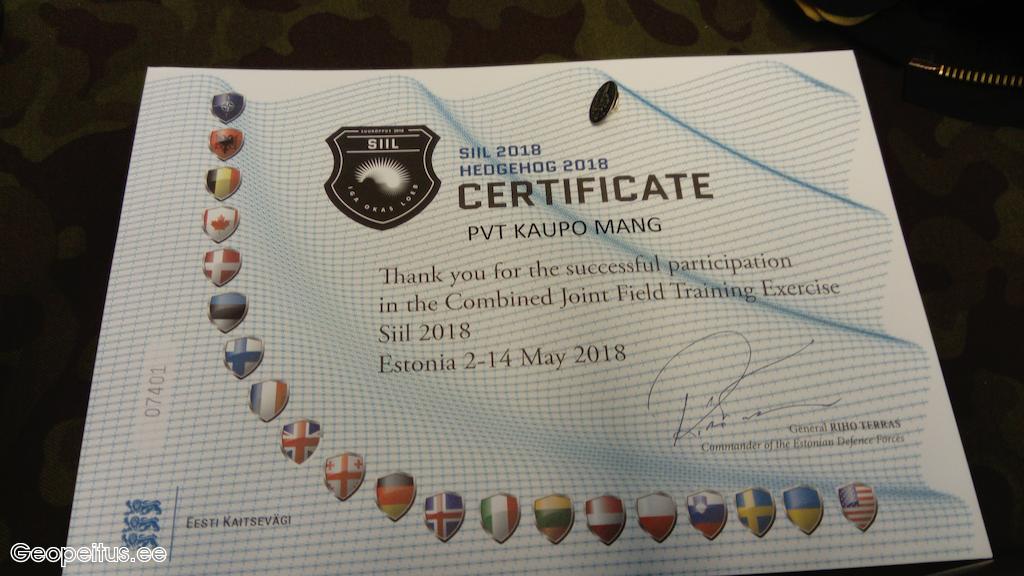 SUURÕPPUS 2018
SIIL
IGA OKAS LOEB
SIIL 2018
HEDGEHOG 2018
CERTIFICATE
PVT KAUPO MANG
Thank you for the successful participation
in the Combined Joint Field Training Exercise
Siil 2018
Estonia 2-14 May 2018
General RIHO TERRAS
Commander of the Estonian Defence Forces
07401
EESTI KAITSEVÄGI
Geopeitus.ee